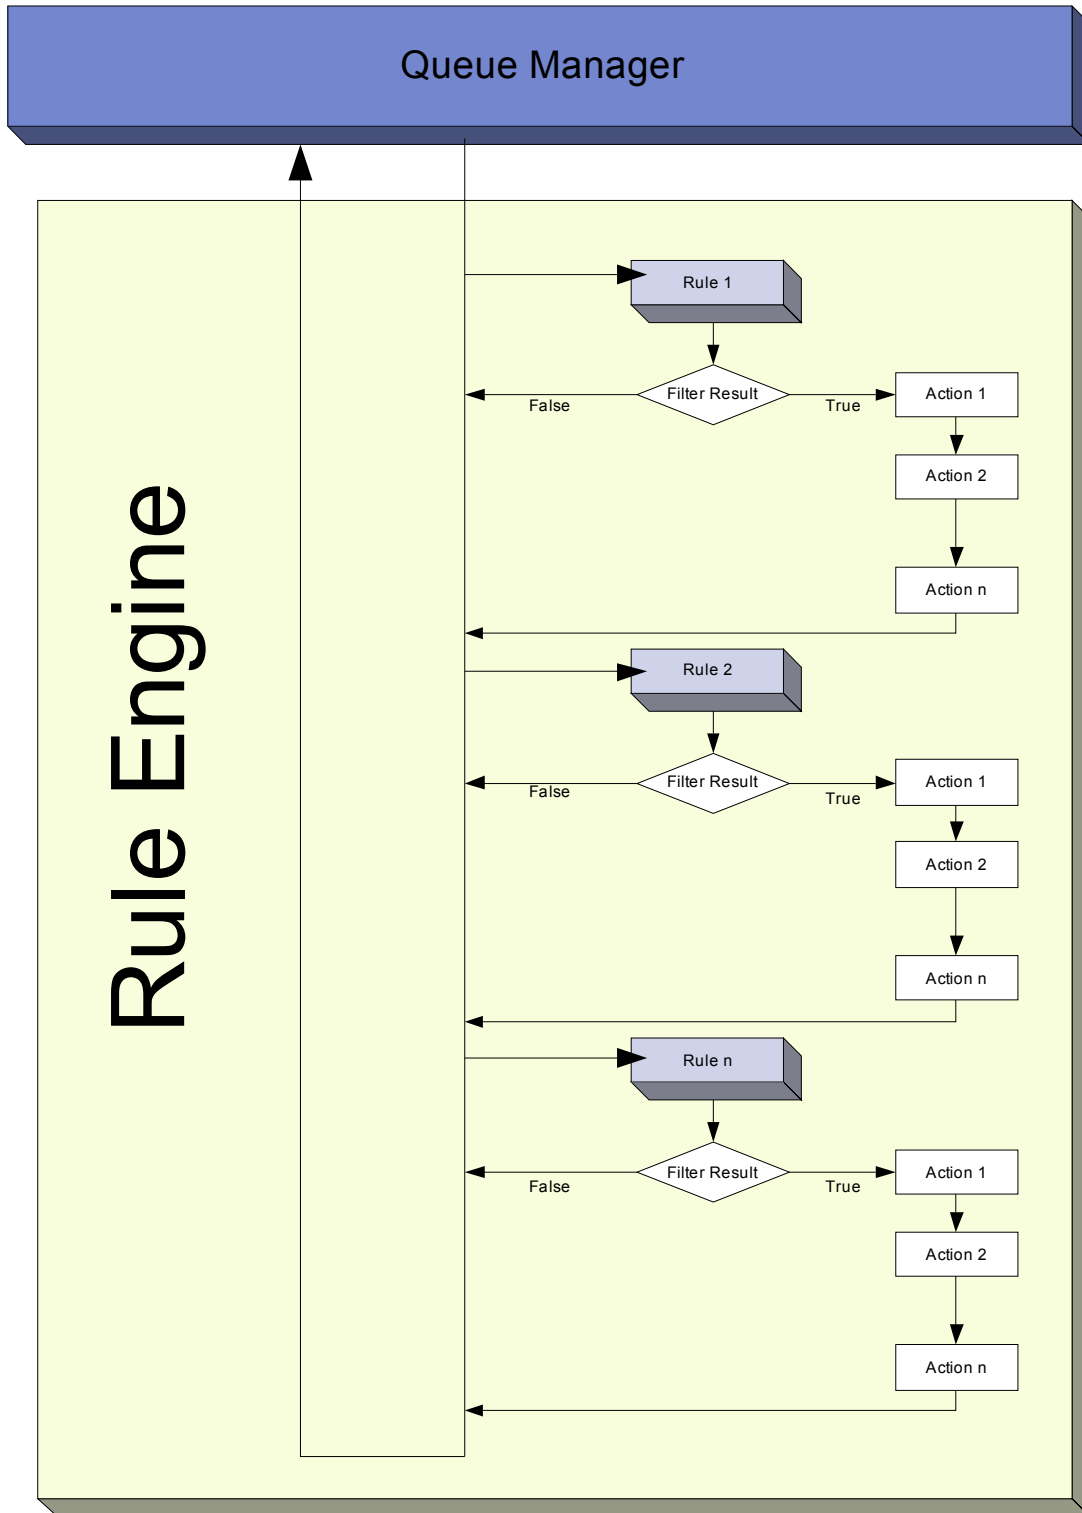 Queue Manager
Rule Engine
Rule 1
Filter Result
False
True
Action 1
Action 2
Action n
Rule 2
Filter Result
False
True
Action 1
Action 2
Action n
Rule n
Filter Result
False
True
Action 1
Action 2
Action n